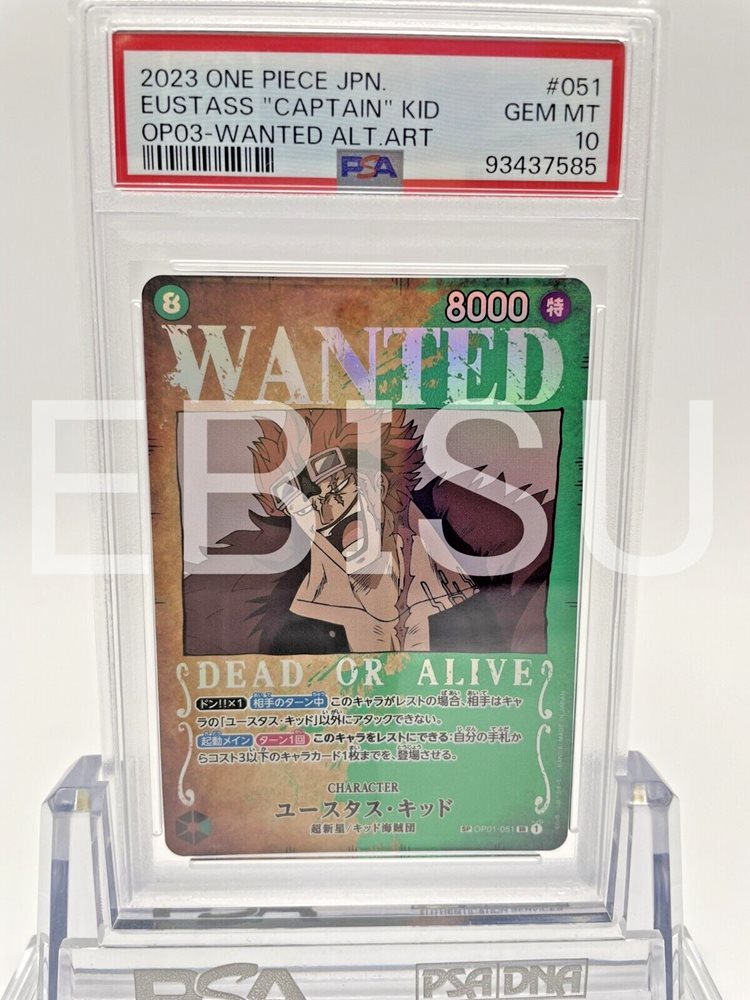 2023 ONE PIECE JPN. #051
EUSTASS "CAPTAIN" KID GEM MT
OP03-WANTED ALT.ART 10
PSA 93437585
8 8000 特
WANTED
EBISU
DEAD OR ALIVE
ドン!!×1 相手のターン中 このキャラがレストの場合、相手はキャ
ラの「ユースタス・キッド」以外にアタックできない。
起動メイン ターン1回 このキャラをレストにできる:自分の手札か
らコスト3以下のキャラカード1枚までを、登場させる。
CHARACTER
ユースタス・キッド
超新星/キッド海賊団
SP OP01-051 1
PSA PSA DNA